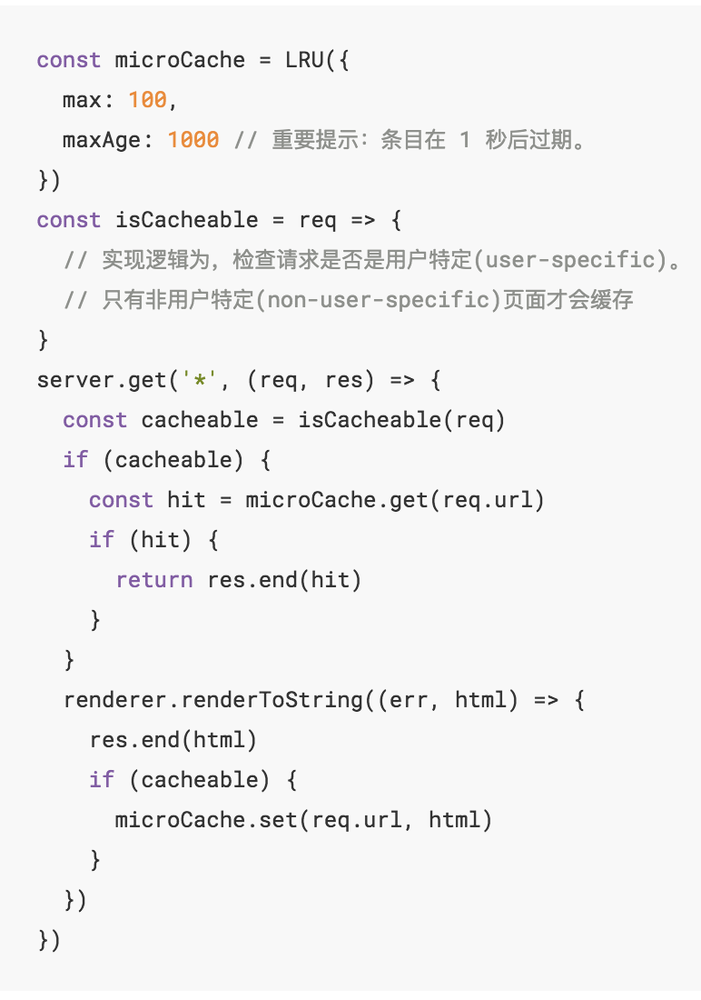 const microCache = LRU({
  max: 100,
  maxAge: 1000 // 重要提示：条目在 1 秒后过期。
})
const isCacheable = req => {
  // 实现逻辑为，检查请求是否是用户特定(user-specific)。
  // 只有非用户特定(non-user-specific)页面才会缓存
}
server.get('*', (req, res) => {
  const cacheable = isCacheable(req)
  if (cacheable) {
    const hit = microCache.get(req.url)
    if (hit) {
      return res.end(hit)
    }
  }
  renderer.renderToString((err, html) => {
    res.end(html)
    if (cacheable) {
      microCache.set(req.url, html)
    }
  })
})